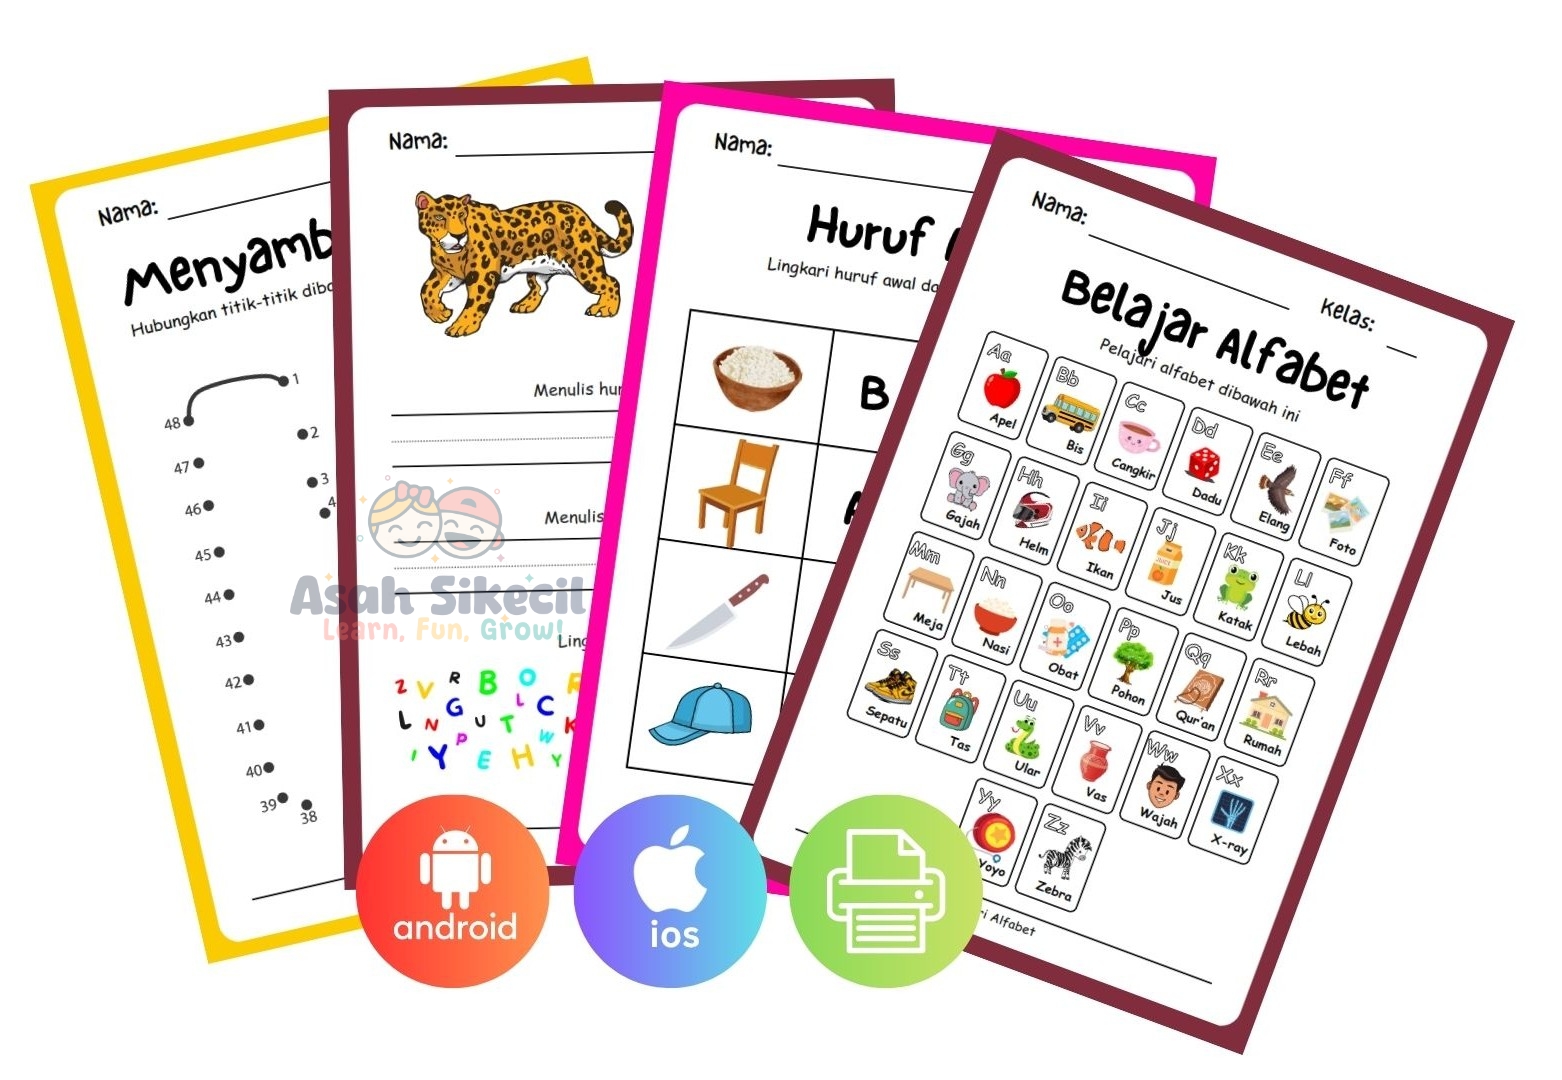 Nama:
Menyamb
Hubungkan titik-titik diba
1
2
3
4
48
47
46
45
44
43
42
41
40
39
38
Nama:
Menulis hur
Menulis
Ling
Z V R B O R
L N G U T L C K
I Y P E H W Y
Asah Sikecil
Learn, Fun, Grow!
Nama:
Huruf
Lingkari huruf awal da
B
A
Nama:
Kelas:
Belajar Alfabet
Pelajari alfabet dibawah ini
Aa
Apel
Bb
Bis
Cc
Cangkir
Dd
Dadu
Ee
Elang
Ff
Foto
Gg
Gajah
Hh
Helm
Ii
Ikan
Jj
Jus
Kk
Katak
Ll
Lebah
Mm
Meja
Nn
Nasi
Oo
Obat
Pp
Pohon
Qq
Qur'an
Rr
Rumah
Ss
Sepatu
Tt
Tas
Uu
Ular
Vv
Vas
Ww
Wajah
Xx
X-ray
Yy
Yoyo
Zz
Zebra
ri Alfabet
android
ios